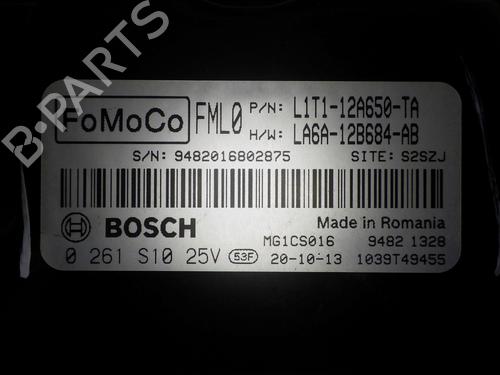 FoMoCo FML0 P/N: L1T1-12A650-TA
H/W: LA6A-12B684-AB
S/N: 9482016802875 SITE: S2SZJ
BOSCH Made in Romania
MG1CS016 9482 1328
0 261 S10 25V 53F 20-10-13 1039T49455
B-PARTS